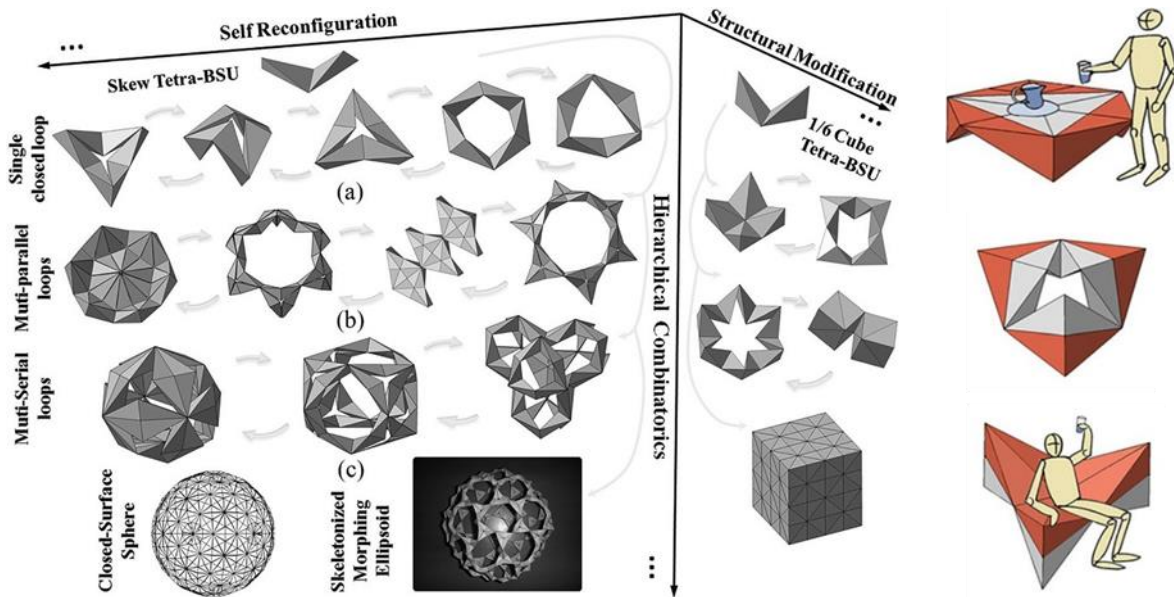 Self Reconfiguration
...
Structural Modification
...
Skew Tetra-BSU
1/6 Cube
Tetra-BSU
Single
closed loop
(a)
Hierarchical Combinatorics
Muti-parallel
loops
(b)
Muti-Serial
loops
(c)
Closed-Surface
Sphere
Skeletonized
Morphing
Ellipsoid
...